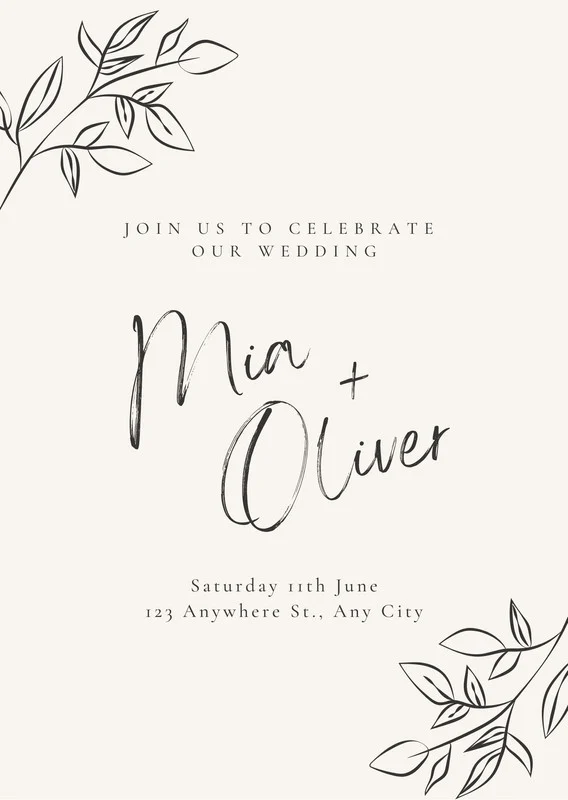 JOIN US TO CELEBRATE
OUR WEDDING
Mia
+
Oliver
Saturday 11th June
123 Anywhere St., Any City